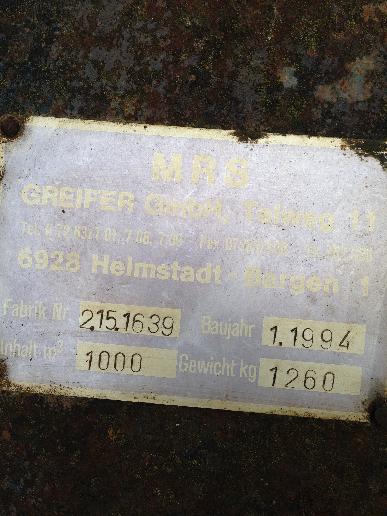 MRS
GREIFER GmbH, Talweg 11
Tel.
6928 Helmstadt-Bargen 1
Fabrik Nr 2.15.1639 Baujahr 1.1994
Inhalt m³ 1000 Gewicht kg 1260